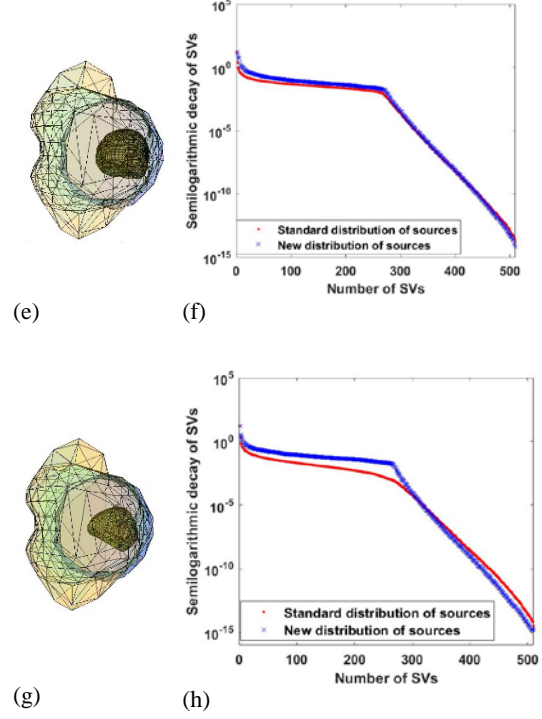 10^5
10^0
10^-5
10^-10
10^-15
Semilogarithmic decay of SVs
Standard distribution of sources
New distribution of sources
0 100 200 300 400 500
Number of SVs
(e) (f)
10^5
10^0
10^-5
10^-10
10^-15
Semilogarithmic decay of SVs
Standard distribution of sources
New distribution of sources
0 100 200 300 400 500
Number of SVs
(g) (h)